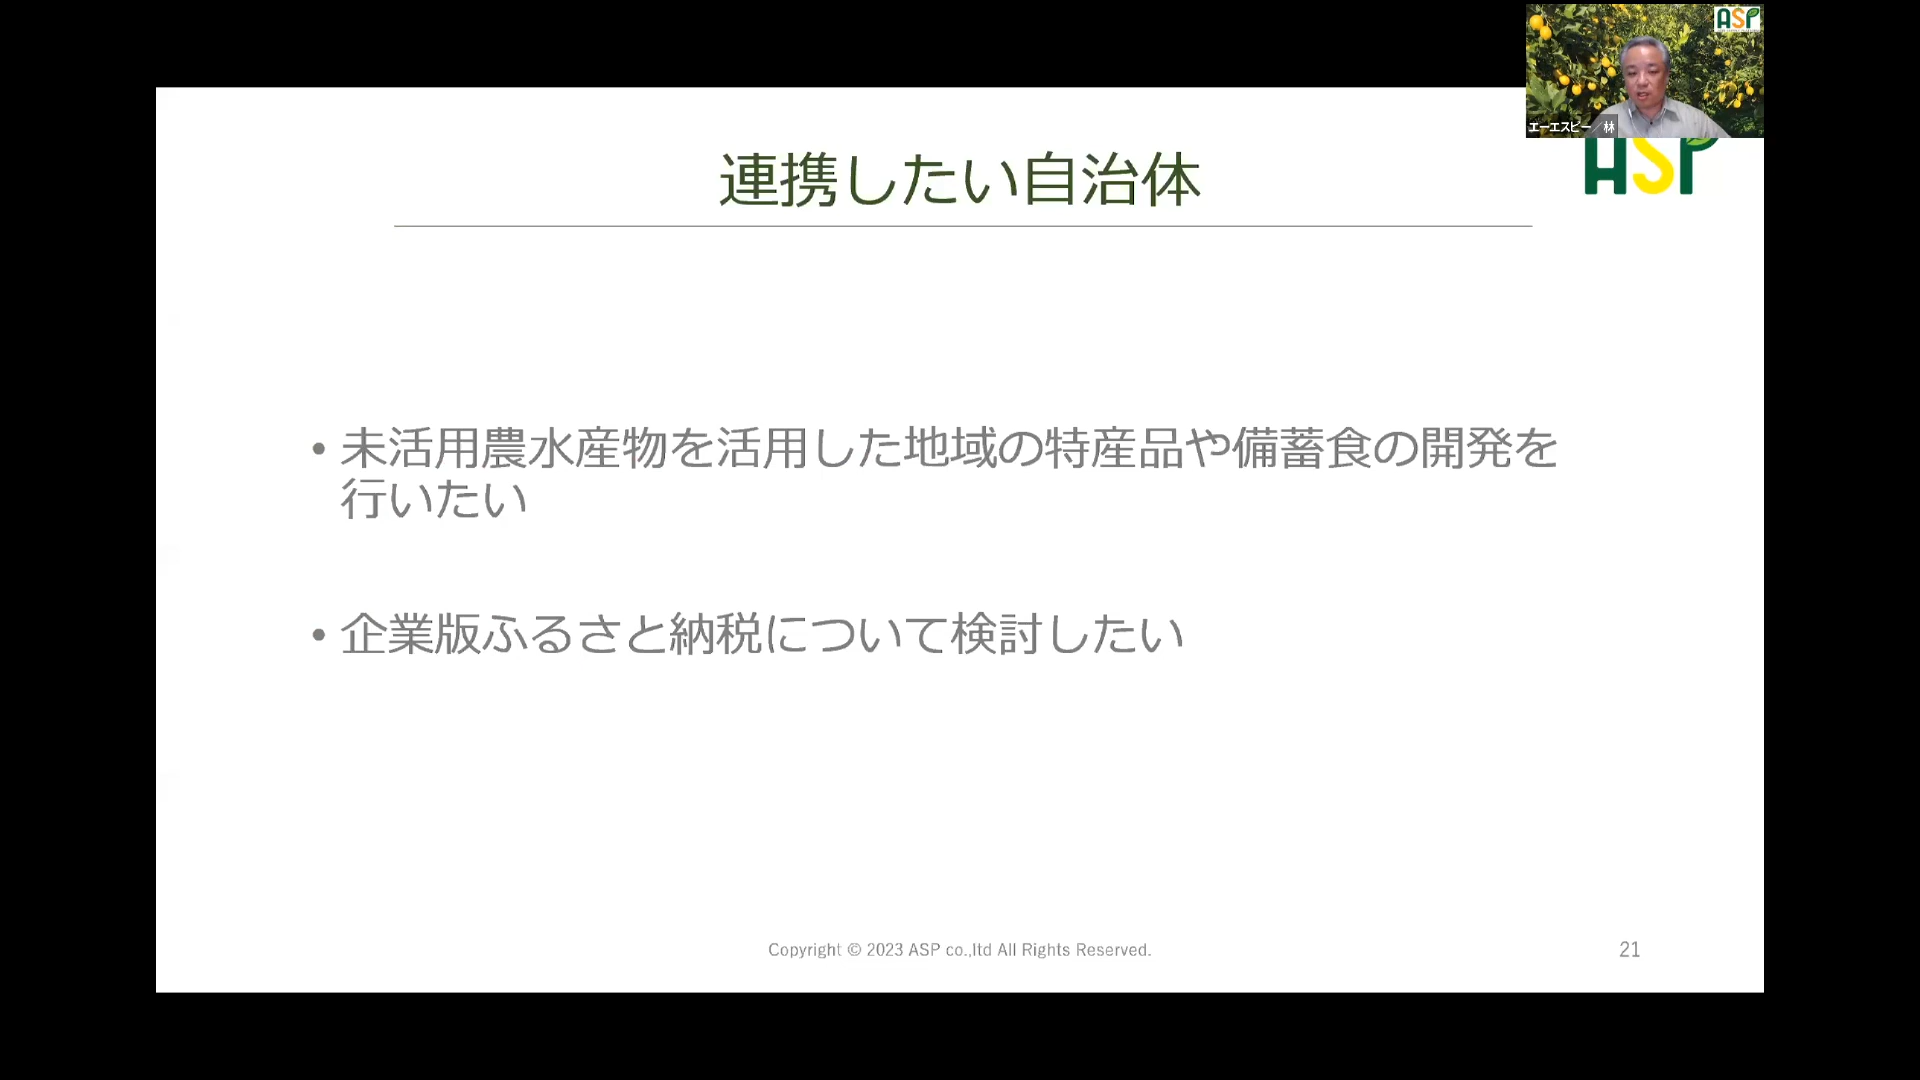 ASP
エーエスピー／林
ASP
連携したい自治体
• 未活用農水産物を活用した地域の特産品や備蓄食の開発を
行いたい
• 企業版ふるさと納税について検討したい
Copyright © 2023 ASP co.,ltd All Rights Reserved.
21